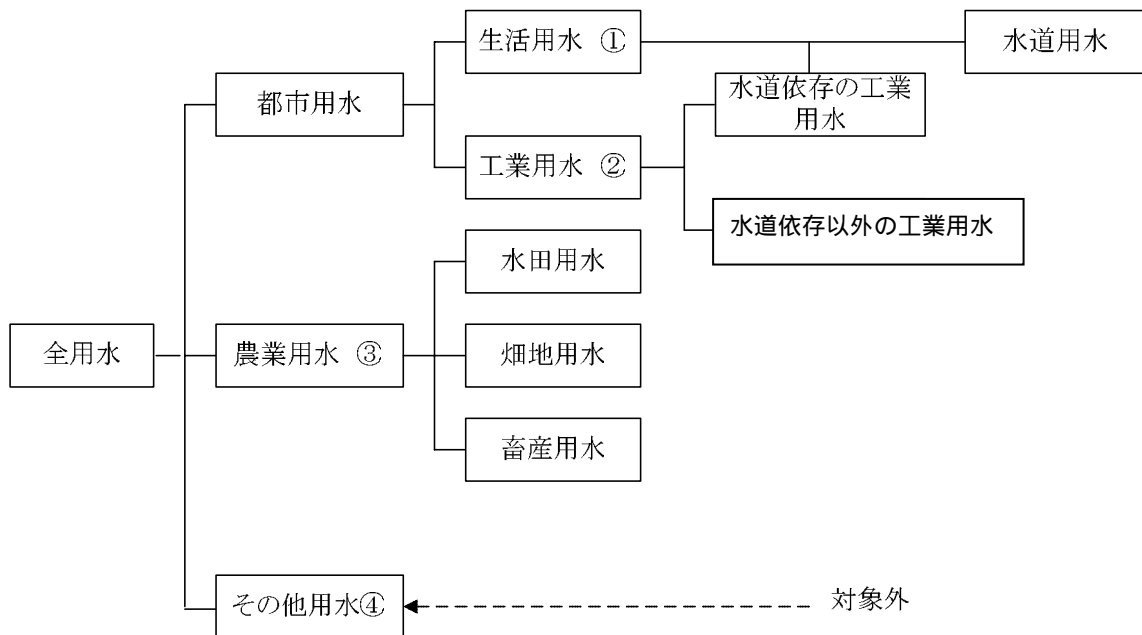 生活用水 ①
水道用水
都市用水
水道依存の工業
用水
工業用水 ②
水道依存以外の工業用水
水田用水
全用水
農業用水 ③
畑地用水
畜産用水
その他用水④
対象外